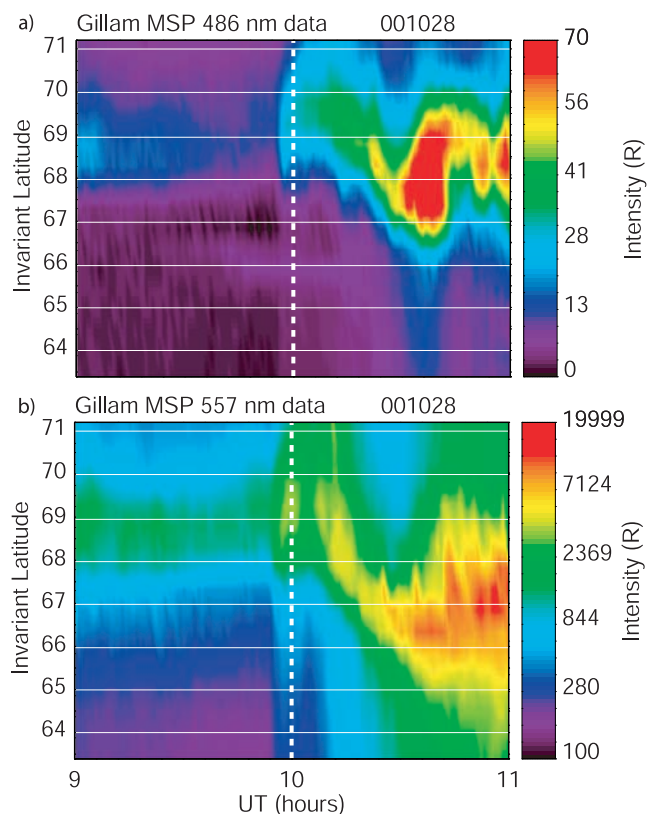 a)
Gillam MSP 486 nm data 001028
71
70
69
68
67
66
65
64
Invariant Latitude
70
56
41
28
13
0
Intensity (R)
b)
Gillam MSP 557 nm data 001028
71
70
69
68
67
66
65
64
Invariant Latitude
19999
7124
2369
844
280
100
Intensity (R)
9 10 11
UT (hours)